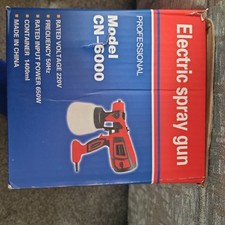 Electric spray gun
PROFESSIONAL
Model
CN-6000
RATED VOLTAGE 220V
FREQUENCY 50Hz
RATED INPUT POWER 650W
CONTAINER 1400ml
MADE IN CHINA